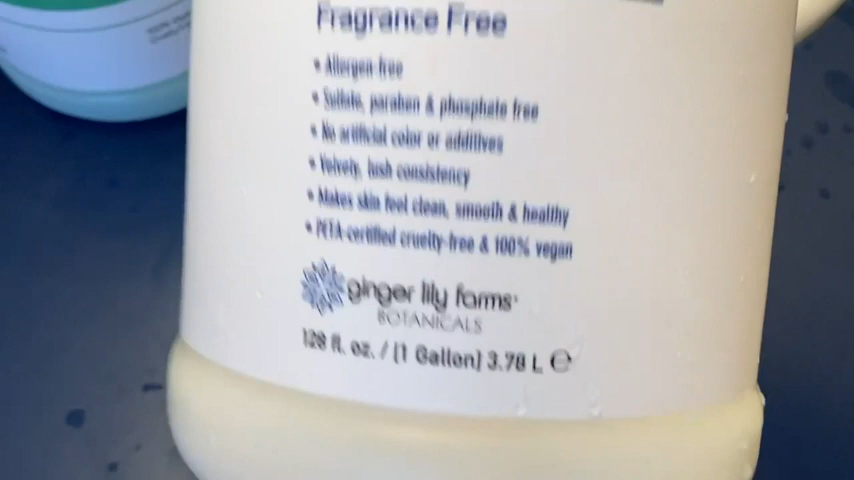 Fragrance Free
• Allergen-free
• Sulfate, paraben & phosphate free
• No artificial color or additives
• Velvety, lush consistency
• Makes skin feel clean, smooth & healthy
• PETA-certified cruelty-free & 100% vegan
ginger lily farms®
BOTANICALS
128 fl. oz. / [1 Gallon] 3.78 L ℮